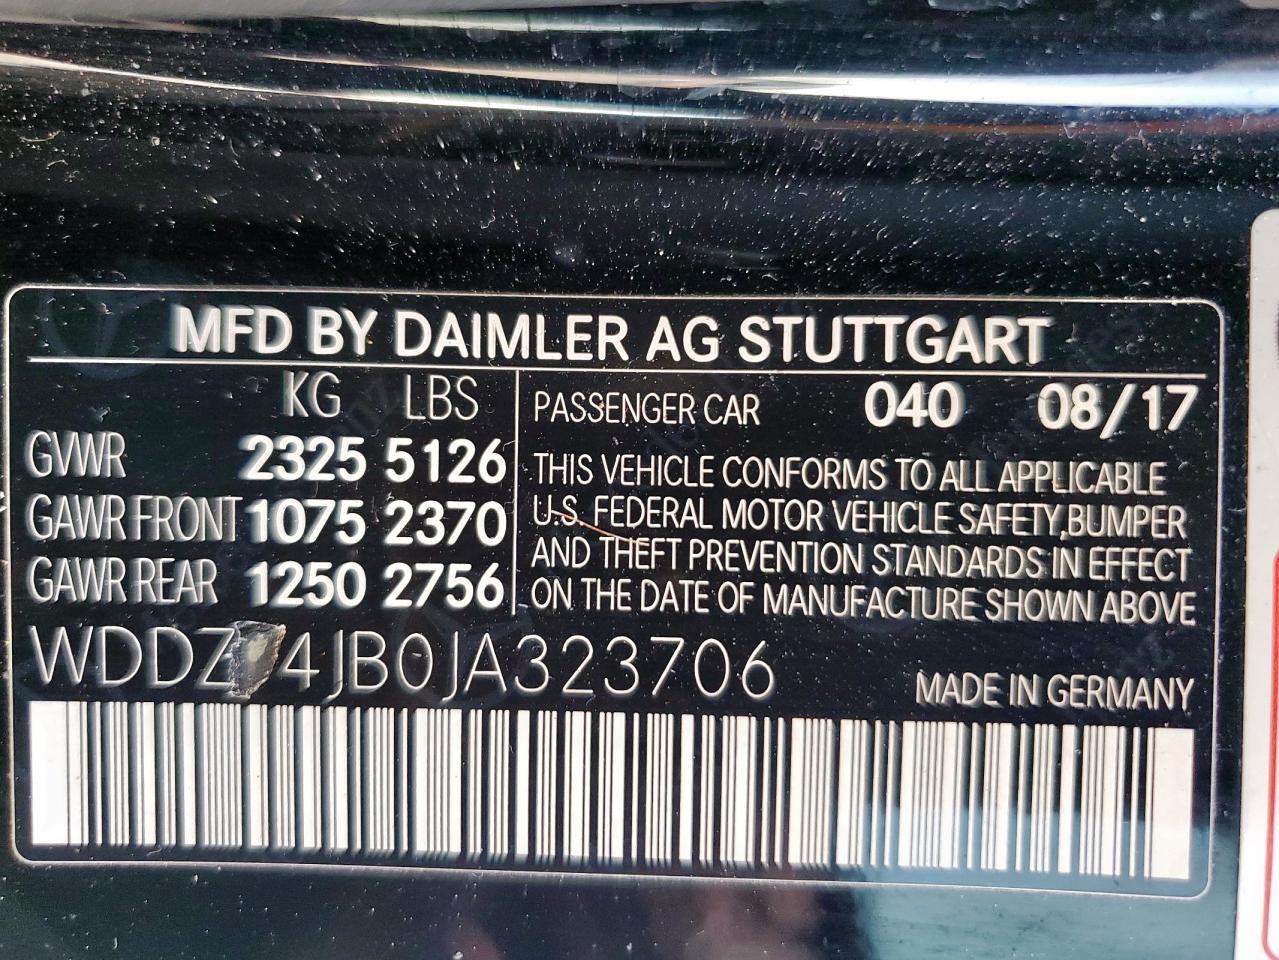 MFD BY DAIMLER AG STUTTGART
KG LBS
GVWR 2325 5126
GAWR FRONT 1075 2370
GAWR REAR 1250 2756
PASSENGER CAR 040 08/17
THIS VEHICLE CONFORMS TO ALL APPLICABLE
U.S. FEDERAL MOTOR VEHICLE SAFETY, BUMPER
AND THEFT PREVENTION STANDARDS IN EFFECT
ON THE DATE OF MANUFACTURE SHOWN ABOVE
WDDZ 4JB0JA323706
MADE IN GERMANY